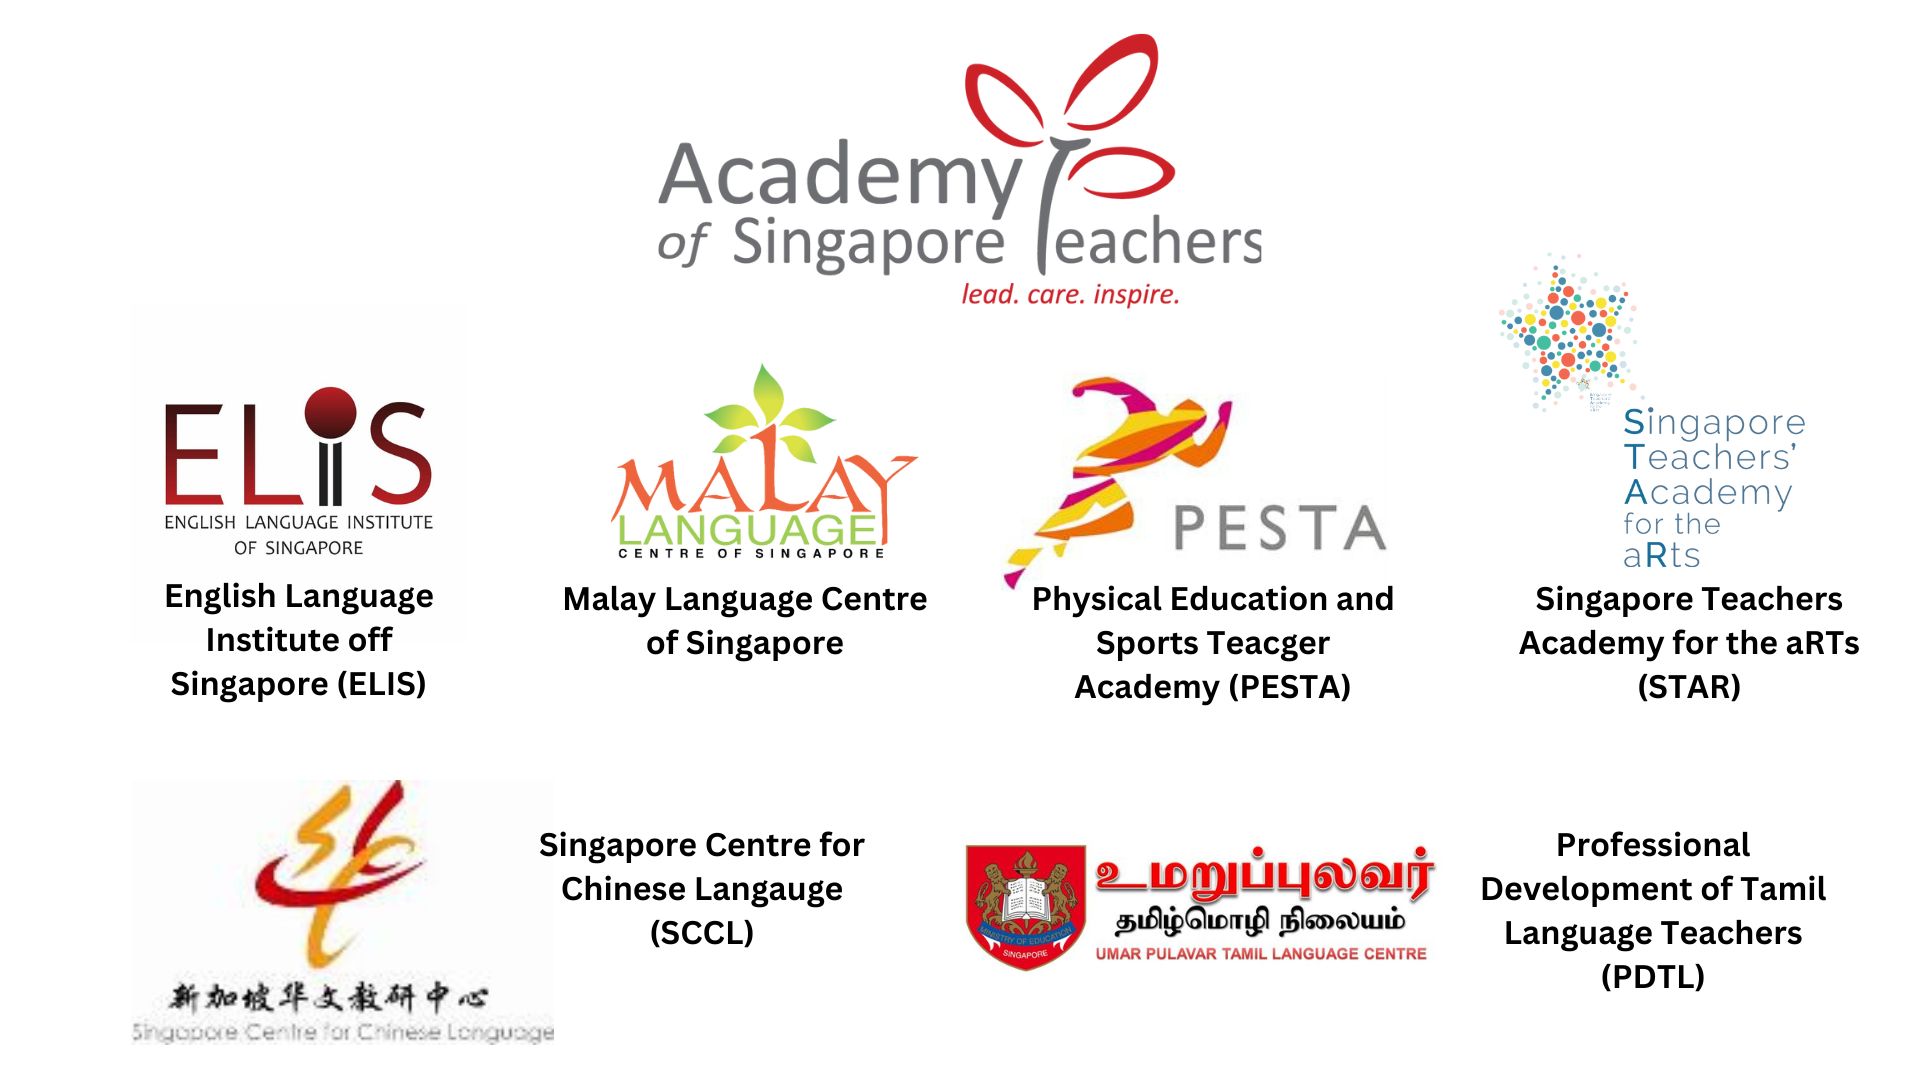 Academy
of Singapore Teachers
lead. care. inspire.
ELiS
ENGLISH LANGUAGE INSTITUTE
OF SINGAPORE
English Language
Institute off
Singapore (ELIS)
MALAY
LANGUAGE
CENTRE OF SINGAPORE
Malay Language Centre
of Singapore
PESTA
Physical Education and
Sports Teacger
Academy (PESTA)
Singapore
Teachers'
Academy
for the
aRts
Singapore Teachers
Academy for the aRTs
(STAR)
新加坡华文教研中心
Singapore Centre for Chinese Language
Singapore Centre for
Chinese Langauge
(SCCL)
MINISTRY OF EDUCATION
SINGAPORE
உமறுப்புலவர்
தமிழ்மொழி நிலையம்
UMAR PULAVAR TAMIL LANGUAGE CENTRE
Professional
Development of Tamil
Language Teachers
(PDTL)